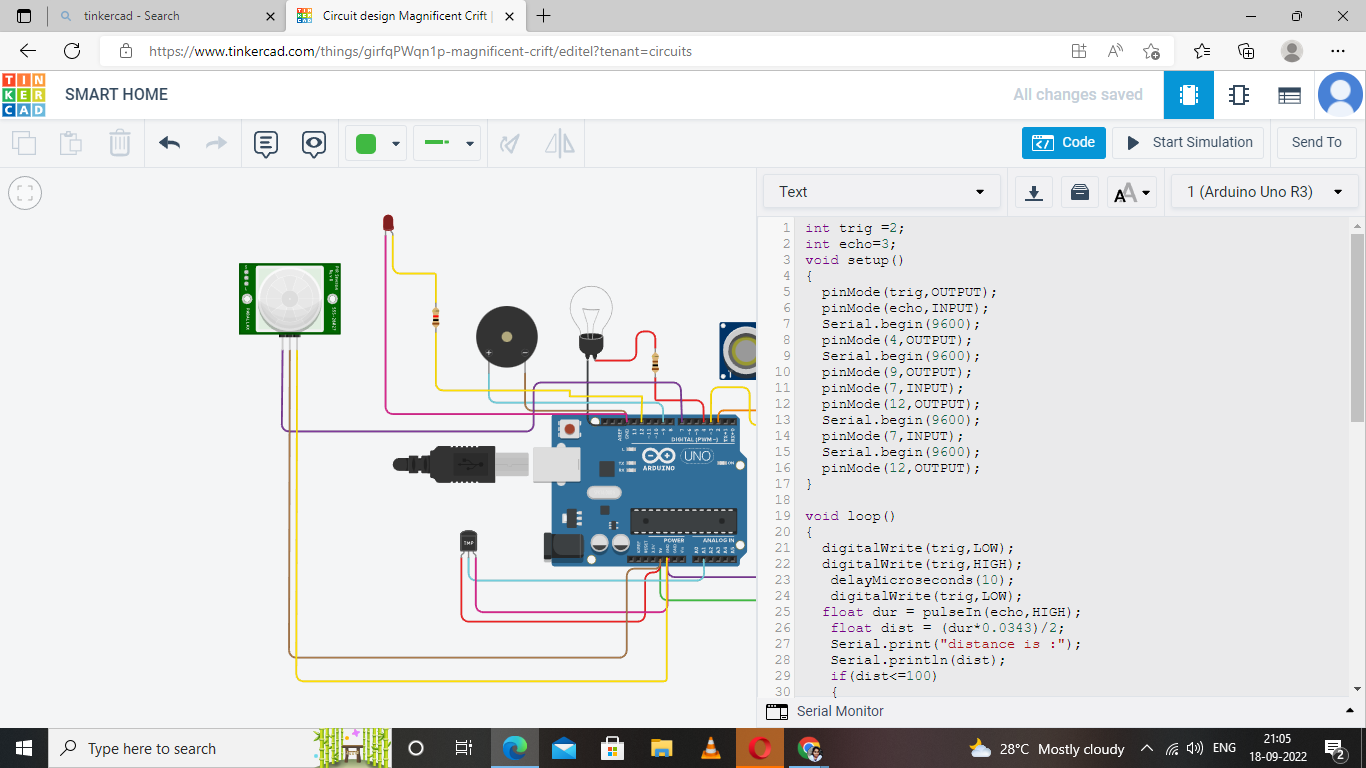 tinkercad - Search
Circuit design Magnificent Crift |
https://www.tinkercad.com/things/girfqPWqn1p-magnificent-crift/editel?tenant=circuits
TIN
KER
CAD
SMART HOME
All changes saved
Code
Start Simulation
Send To
Text
1 (Arduino Uno R3)
1 int trig =2;
2 int echo=3;
3 void setup()
4 {
5 pinMode(trig,OUTPUT);
6 pinMode(echo,INPUT);
7 Serial.begin(9600);
8 pinMode(4,OUTPUT);
9 Serial.begin(9600);
10 pinMode(9,OUTPUT);
11 pinMode(7,INPUT);
12 pinMode(12,OUTPUT);
13 Serial.begin(9600);
14 pinMode(7,INPUT);
15 Serial.begin(9600);
16 pinMode(12,OUTPUT);
17 }
18
19 void loop()
20 {
21 digitalWrite(trig,LOW);
22 digitalWrite(trig,HIGH);
23 delayMicroseconds(10);
24 digitalWrite(trig,LOW);
25 float dur = pulseIn(echo,HIGH);
26 float dist = (dur*0.0343)/2;
27 Serial.print("distance is :");
28 Serial.println(dist);
29 if(dist<=100)
30 {
DIGITAL (PWM~)
UNO
ARDUINO
POWER
ANALOG IN
TMP
Serial Monitor
Type here to search
28°C Mostly cloudy
ENG
21:05
18-09-2022
2